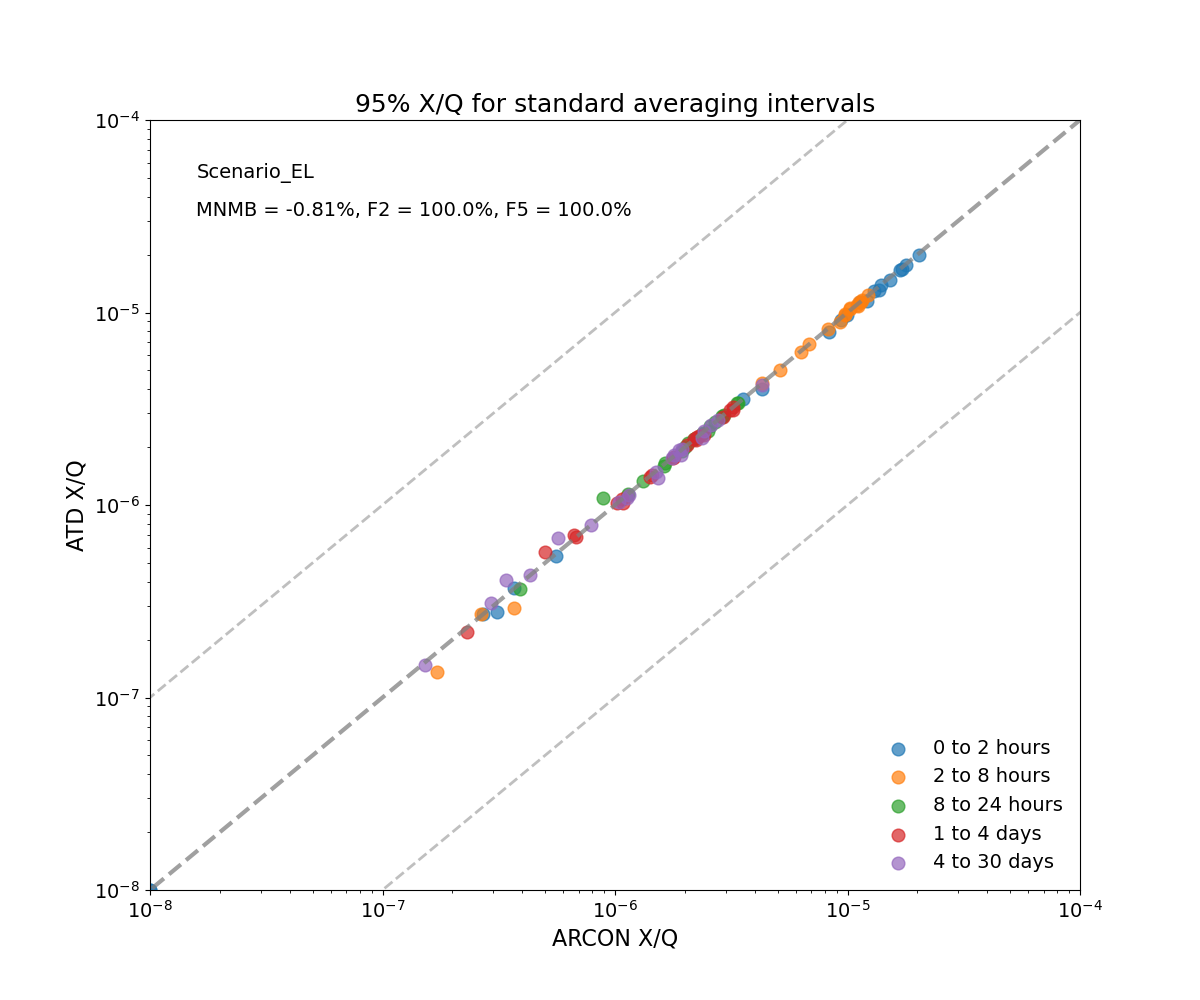 95% X/Q for standard averaging intervals
Scenario_EL
MNMB = -0.81%, F2 = 100.0%, F5 = 100.0%
ATD X/Q
10⁻⁴
10⁻⁵
10⁻⁶
10⁻⁷
10⁻⁸
0 to 2 hours
2 to 8 hours
8 to 24 hours
1 to 4 days
4 to 30 days
10⁻⁸ 10⁻⁷ 10⁻⁶ 10⁻⁵ 10⁻⁴
ARCON X/Q